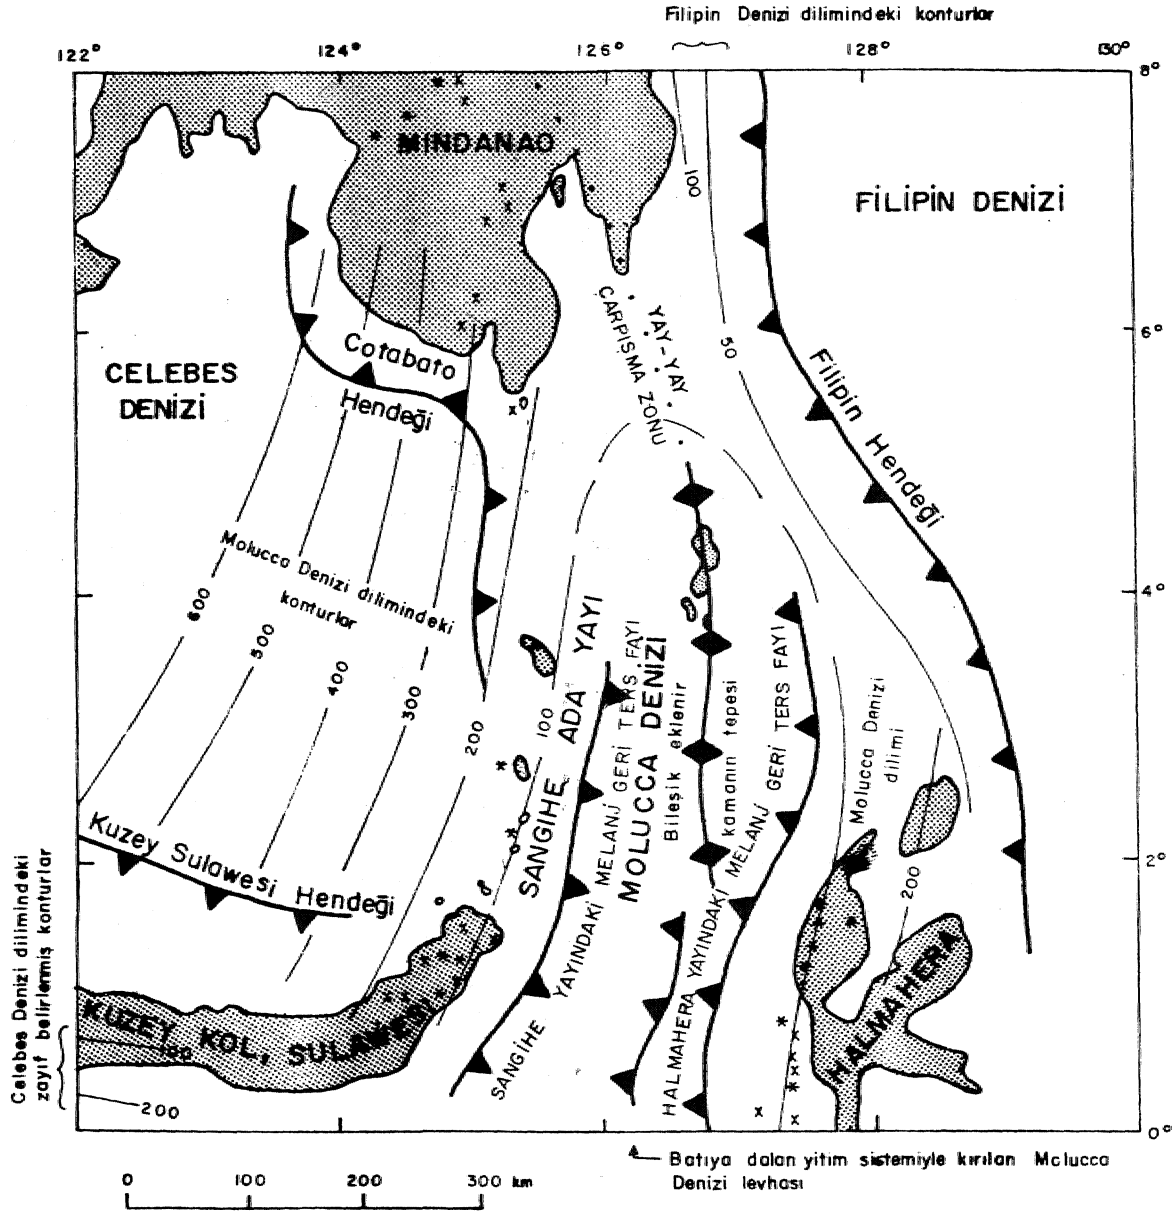 Filipin Denizi dilimindeki konturlar
122° 124° 126° 128° 130°
8°
MINDANAO
100
FİLİPİN DENİZİ
6°
YAY-YAY
ÇARPIŞMA ZONU
50
Cotabato
Hendeği
CELEBES
DENİZİ
Filipin Hendeği
Molucca Denizi dilimindeki
konturlar
4°
600
500
400
300
200
100
SANGIHE ADA YAYI
SANGIHE YAYINDAKİ MELANJ GERİ TERS FAYI
MOLUCCA DENİZİ
Bileşik eklenir
kamanın tepesi
HALMAHERA YAYINDAKİ MELANJ GERİ TERS FAYI
Molucca Denizi
dilimi
200
Kuzey Sulawesi Hendeği
2°
Celebes Denizi dilimindeki
zayıf belirlenmiş konturlar
KUZEY KOL, SULAWESI
100
200
HALMAHERA
0°
Batıya dalan yitim sistemiyle kırılan Molucca
Denizi levhası
0 100 200 300 km